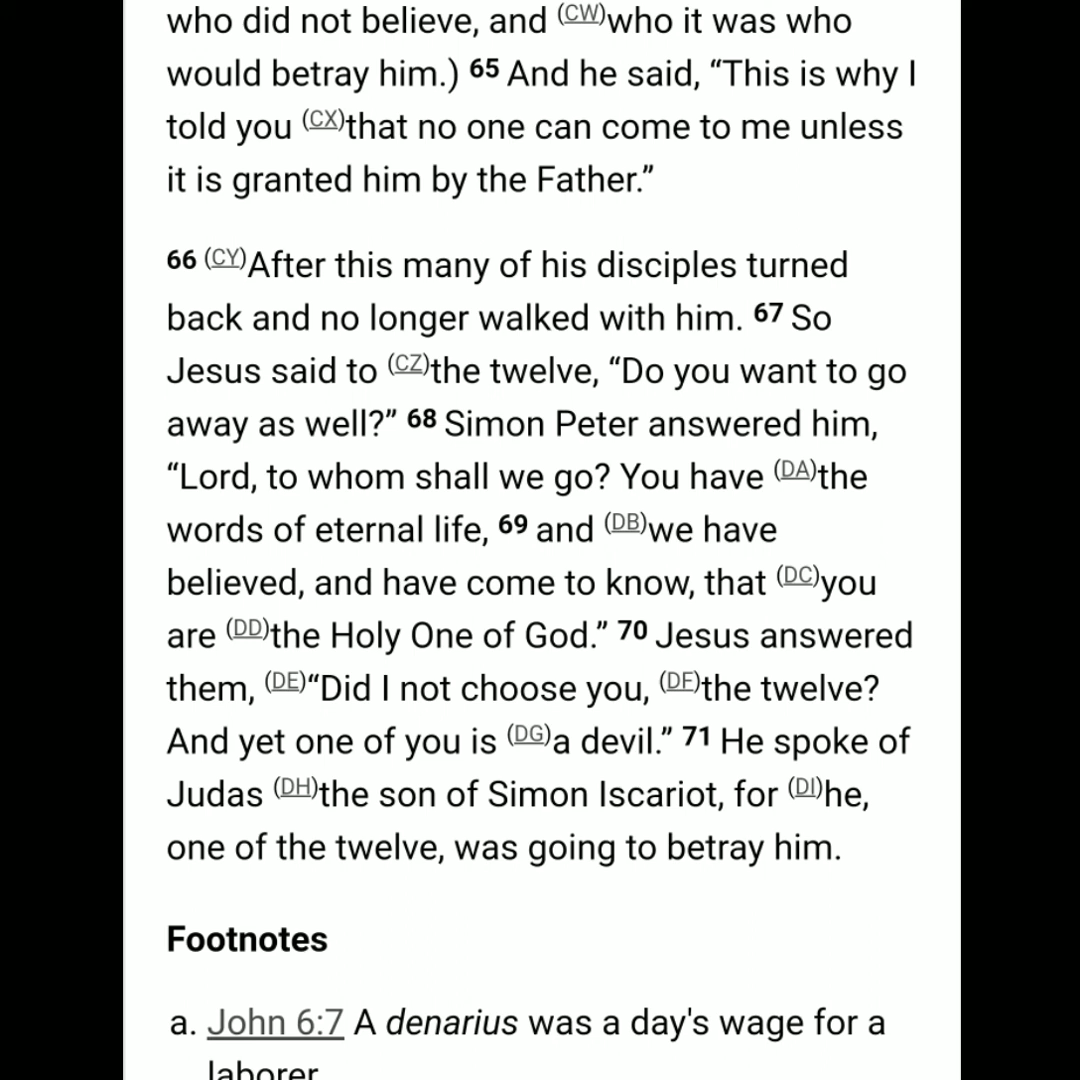 who did not believe, and (CW)who it was who
would betray him.) 65 And he said, “This is why I
told you (CX)that no one can come to me unless
it is granted him by the Father.”
66 (CY)After this many of his disciples turned
back and no longer walked with him. 67 So
Jesus said to (CZ)the twelve, “Do you want to go
away as well?” 68 Simon Peter answered him,
“Lord, to whom shall we go? You have (DA)the
words of eternal life, 69 and (DB)we have
believed, and have come to know, that (DC)you
are (DD)the Holy One of God.” 70 Jesus answered
them, (DE)“Did I not choose you, (DF)the twelve?
And yet one of you is (DG)a devil.” 71 He spoke of
Judas (DH)the son of Simon Iscariot, for (DI)he,
one of the twelve, was going to betray him.
Footnotes
a. John 6:7 A denarius was a day's wage for a
laborer